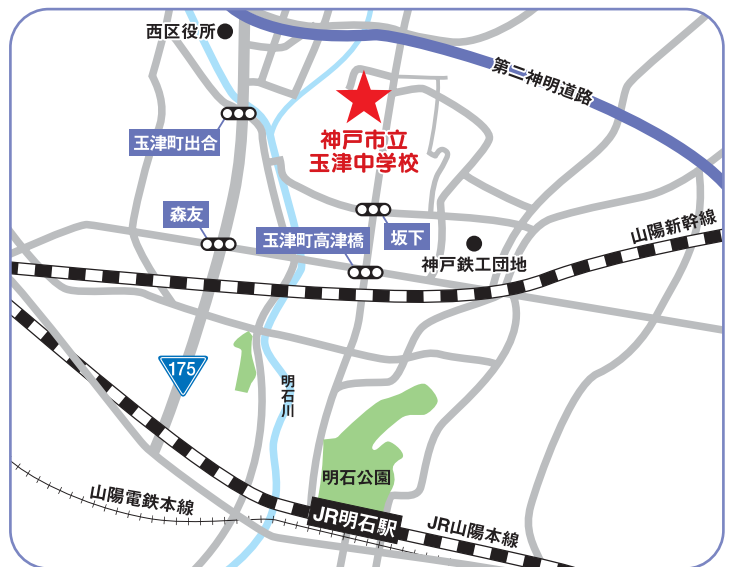 西区役所
第二神明道路
神戸市立
玉津中学校
玉津町出合
森友
玉津町高津橋
坂下
神戸鉄工団地
山陽新幹線
175
明石川
明石公園
山陽電鉄本線
JR明石駅
JR山陽本線